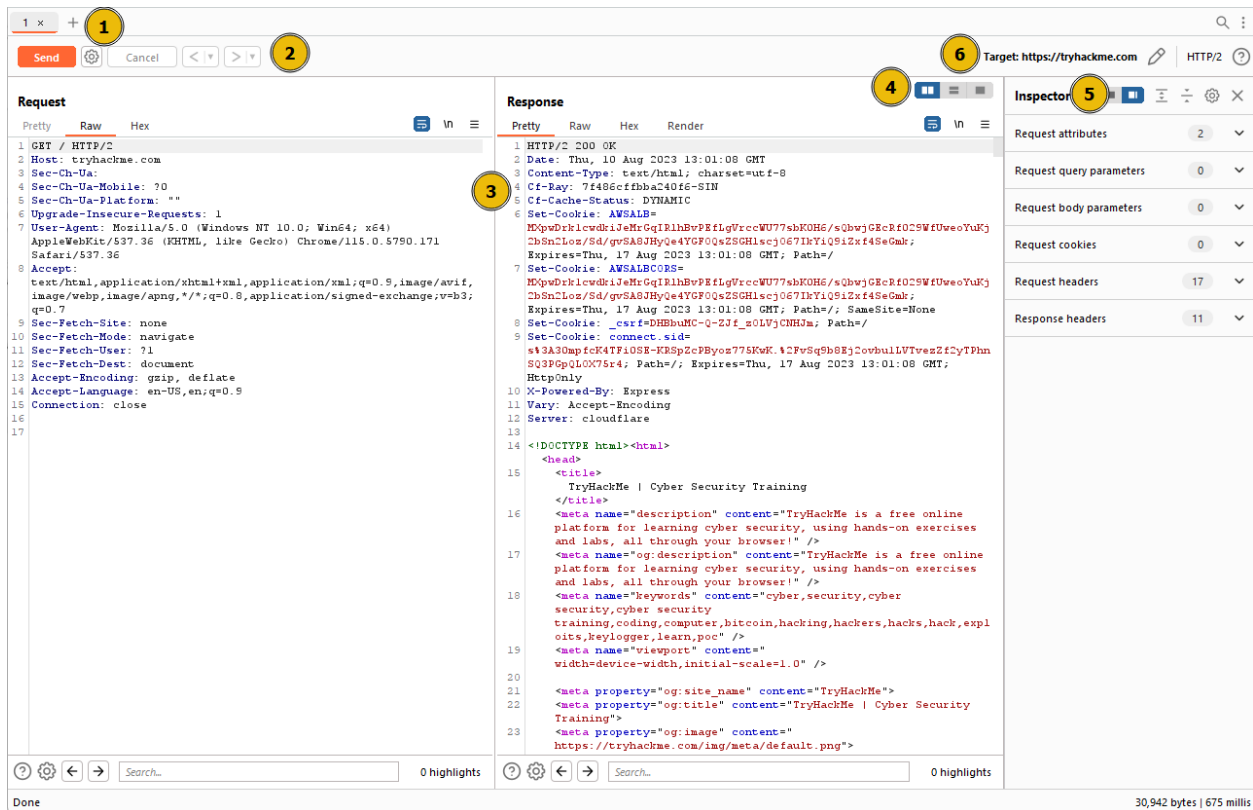 1 × +
1
Send Cancel < | ▾ > | ▾
2
6
Target: https://tryhackme.com HTTP/2 ?
Request
Pretty Raw Hex \n ≡
1 GET / HTTP/2
2 Host: tryhackme.com
3 Sec-Ch-Ua:
4 Sec-Ch-Ua-Mobile: ?0
5 Sec-Ch-Ua-Platform: ""
6 Upgrade-Insecure-Requests: 1
7 User-Agent: Mozilla/5.0 (Windows NT 10.0; Win64; x64)
AppleWebKit/537.36 (KHTML, like Gecko) Chrome/115.0.5790.171
Safari/537.36
8 Accept:
text/html,application/xhtml+xml,application/xml;q=0.9,image/avif,
image/webp,image/apng,*/*;q=0.8,application/signed-exchange;v=b3;
q=0.7
9 Sec-Fetch-Site: none
10 Sec-Fetch-Mode: navigate
11 Sec-Fetch-User: ?1
12 Sec-Fetch-Dest: document
13 Accept-Encoding: gzip, deflate
14 Accept-Language: en-US,en;q=0.9
15 Connection: close
16
17
? Search... 0 highlights
3
4
Response
Pretty Raw Hex Render \n ≡
1 HTTP/2 200 OK
2 Date: Thu, 10 Aug 2023 13:01:08 GMT
3 Content-Type: text/html; charset=utf-8
4 Cf-Ray: 7f486cffbba240f6-SIN
5 Cf-Cache-Status: DYNAMIC
6 Set-Cookie: AWSALB=
Expires=Thu, 17 Aug 2023 13:01:08 GMT; Path=/
7 Set-Cookie: AWSALBCORS=
Expires=Thu, 17 Aug 2023 13:01:08 GMT; Path=/; SameSite=None
8 Set-Cookie: _csrf=DHBbuMC-Q-ZJf_zOLVjCNHJm; Path=/
9 Set-Cookie: connect.sid=
Path=/; Expires=Thu, 17 Aug 2023 13:01:08 GMT;
HttpOnly
10 X-Powered-By: Express
11 Vary: Accept-Encoding
12 Server: cloudflare
13
14 <!DOCTYPE html><html>
<head>
15 <title>
TryHackMe | Cyber Security Training
</title>
16 <meta name="description" content="TryHackMe is a free online
platform for learning cyber security, using hands-on exercises
and labs, all through your browser!" />
17 <meta name="og:description" content="TryHackMe is a free online
platform for learning cyber security, using hands-on exercises
and labs, all through your browser!" />
18 <meta name="keywords" content="cyber,security,cyber
security,cyber security
training,coding,computer,bitcoin,hacking,hackers,hacks,hack,expl
oits,keylogger,learn,poc" />
19 <meta name="viewport" content="
width=device-width,initial-scale=1.0" />
20
21 <meta property="og:site_name" content="TryHackMe">
22 <meta property="og:title" content="TryHackMe | Cyber Security
Training">
23 <meta property="og:image" content="
https://tryhackme.com/img/meta/default.png">
? Search... 0 highlights
Inspector
5
Request attributes 2
Request query parameters 0
Request body parameters 0
Request cookies 0
Request headers 17
Response headers 11
Done
30,942 bytes | 675 millis